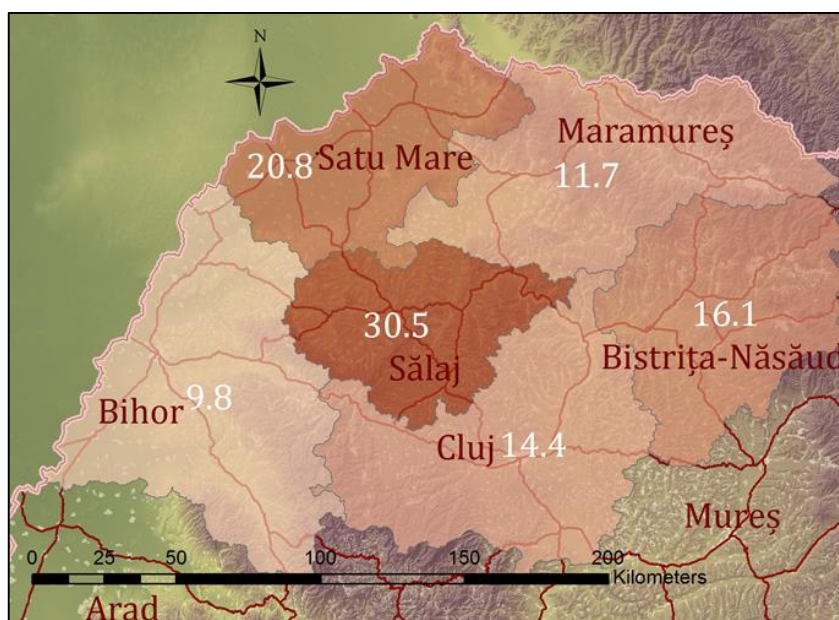 N
Maramureș
Satu Mare
20.8
11.7
30.5
Sălaj
16.1
Bistrița-Năsăud
Bihor 9.8
Cluj 14.4
Mureș
0 25 50 100 150 200
Kilometers
Arad